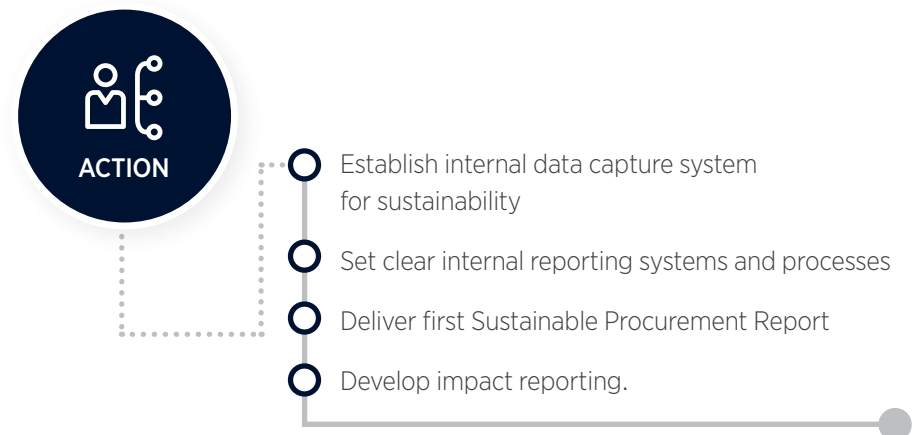 ACTION
Establish internal data capture system
for sustainability
Set clear internal reporting systems and processes
Deliver first Sustainable Procurement Report
Develop impact reporting.